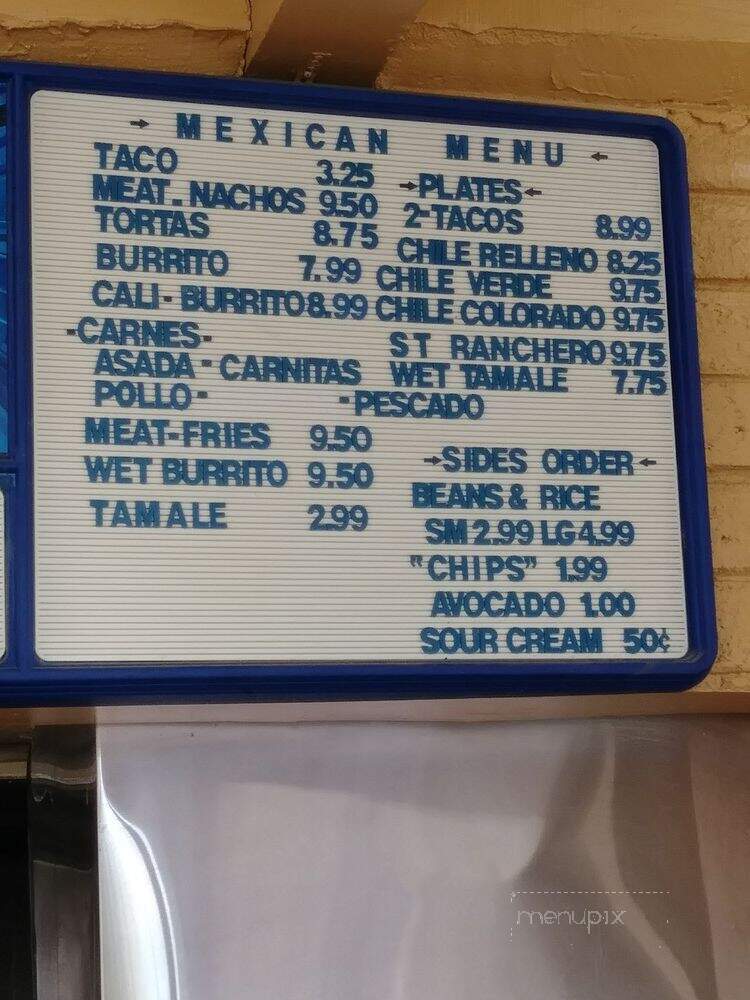 MEXICAN MENU
TACO 3.25
MEAT. NACHOS 9.50
TORTAS 8.75
BURRITO 7.99
CALI-BURRITO 8.99
-CARNES-
ASADA - CARNITAS
POLLO - -PESCADO
MEAT-FRIES 9.50
WET BURRITO 9.50
TAMALE 2.99
PLATES
2-TACOS 8.99
CHILE RELLENO 8.25
CHILE VERDE 9.75
CHILE COLORADO 9.75
ST RANCHERO 9.75
WET TAMALE 7.75
SIDES ORDER
BEANS & RICE
SM 2.99 LG 4.99
"CHIPS" 1.99
AVOCADO 1.00
SOUR CREAM 50¢
menupix